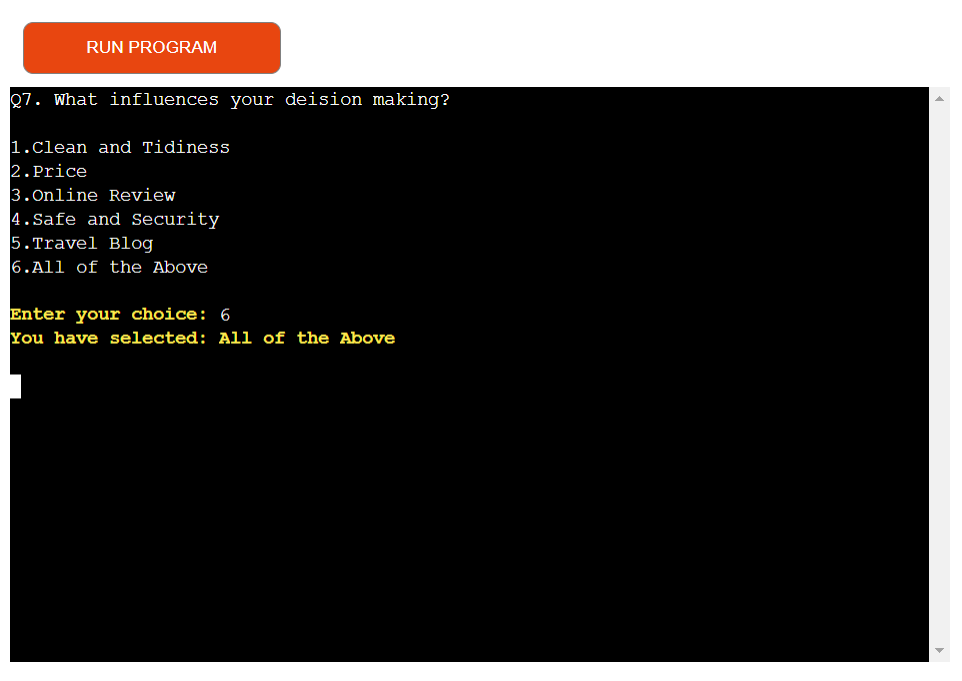 RUN PROGRAM
Q7. What influences your deision making?
1.Clean and Tidiness
2.Price
3.Online Review
4.Safe and Security
5.Travel Blog
6.All of the Above
Enter your choice: 6
You have selected: All of the Above